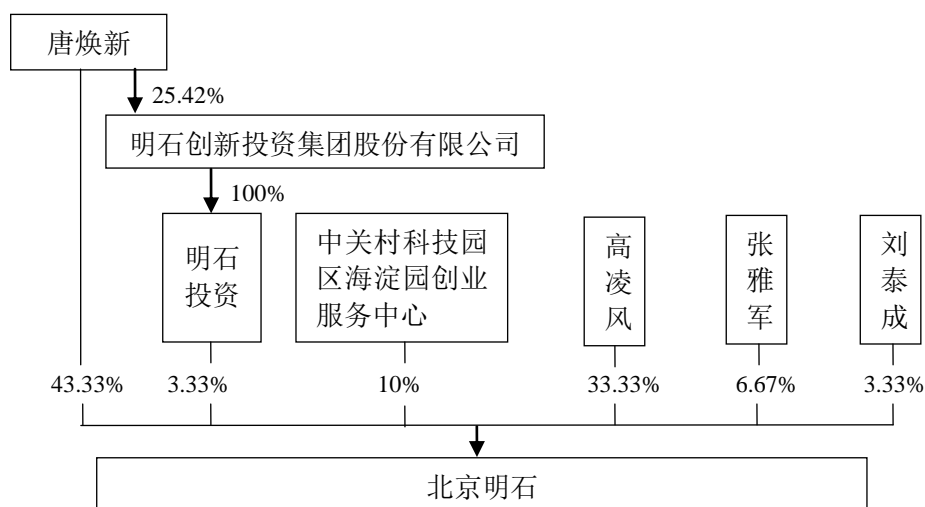 唐焕新
25.42%
明石创新投资集团股份有限公司
100%
明石
投资
中关村科技园
区海淀园创业
服务中心
高凌风
张雅军
刘泰成
43.33%
3.33%
10%
33.33%
6.67%
3.33%
北京明石